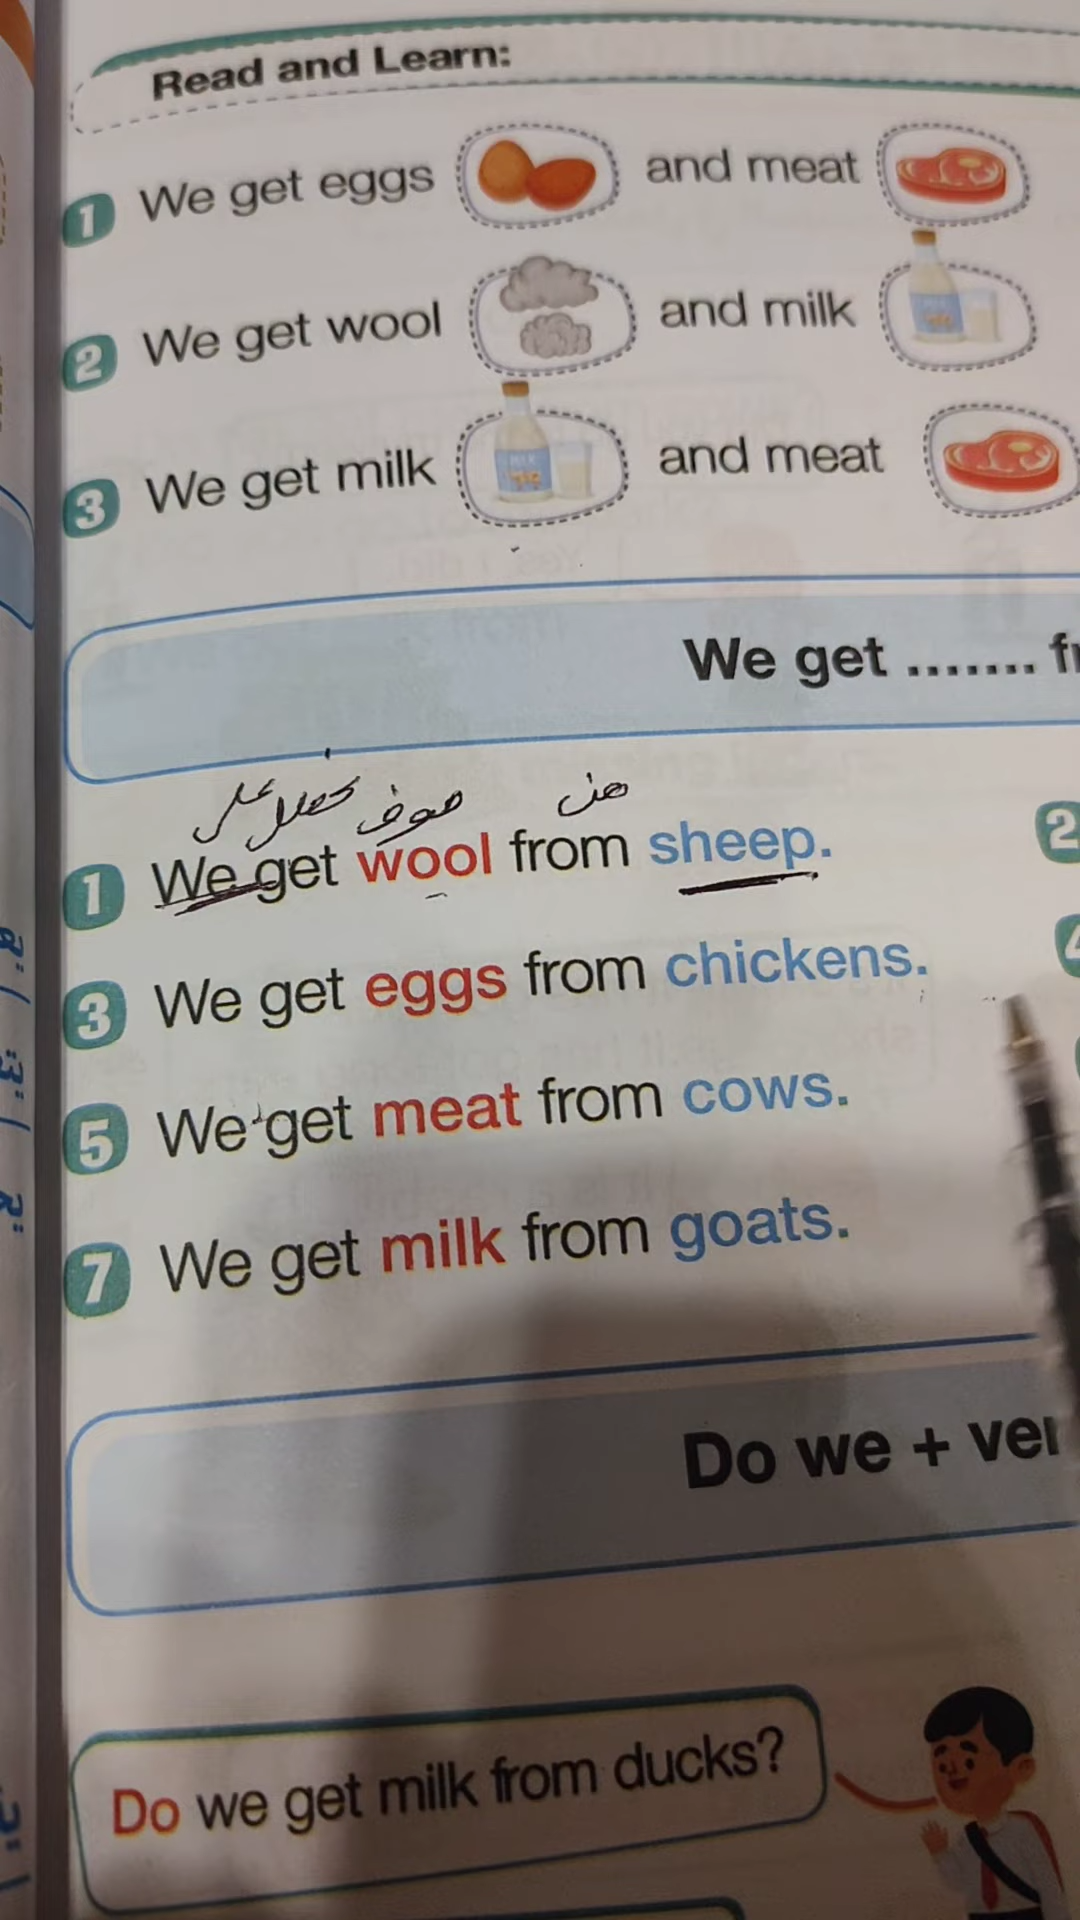 Read and Learn:
1 We get eggs and meat
2 We get wool and milk
3 We get milk and meat
We get .......
نحصل على صوف من
1 We get wool from sheep.
2
3 We get eggs from chickens.
5 We get meat from cows.
7 We get milk from goats.
Do we +
Do we get milk from ducks?